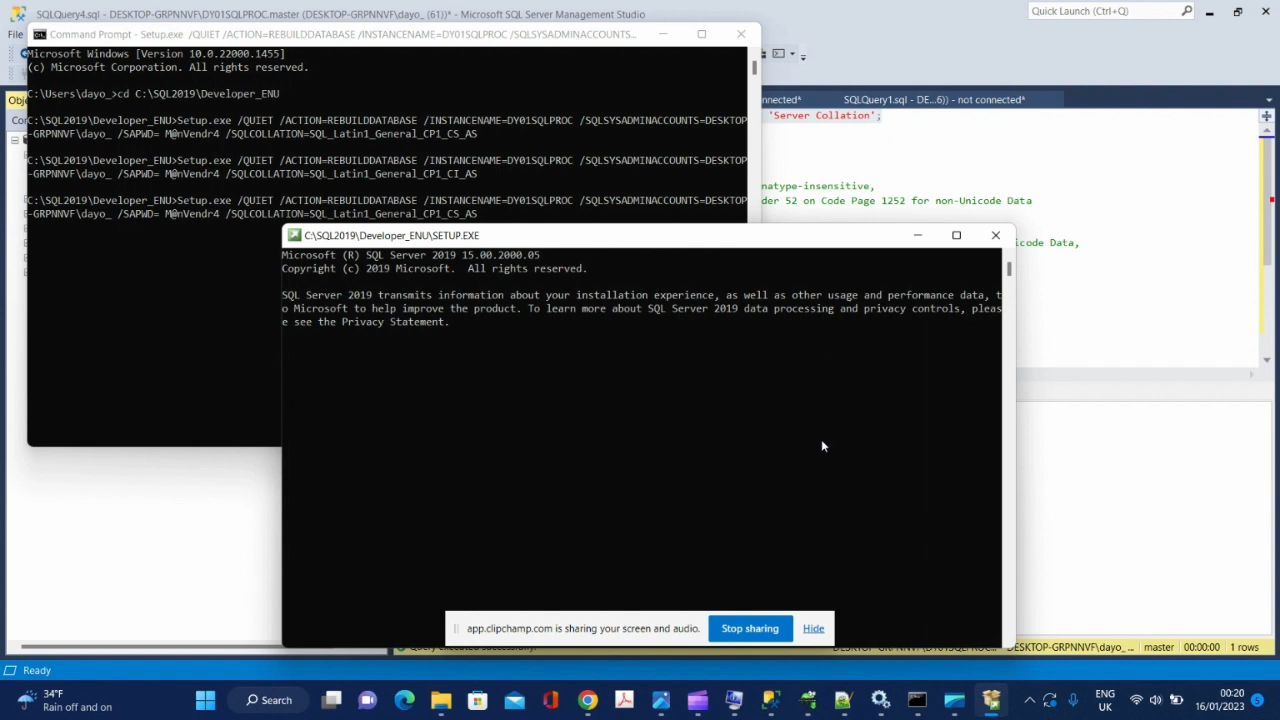 SQLQuery4.sql - DESKTOP-GRPNNVF\DY01SQLPROC.master (DESKTOP-GRPNNVF\dayo_ (61))* - Microsoft SQL Server Management Studio
Quick Launch (Ctrl+Q)
File
Command Prompt - Setup.exe /QUIET /ACTION=REBUILDDATABASE /INSTANCENAME=DY01SQLPROC /SQLSYSADMINACCOUNTS...
Microsoft Windows [Version 10.0.22000.1455]
(c) Microsoft Corporation. All rights reserved.
C:\Users\dayo_>cd C:\SQL2019\Developer_ENU
C:\SQL2019\Developer_ENU>Setup.exe /QUIET /ACTION=REBUILDDATABASE /INSTANCENAME=DY01SQLPROC /SQLSYSADMINACCOUNTS=DESKTOP
-GRPNNVF\dayo_ /SAPWD= M@nVendr4 /SQLCOLLATION=SQL_Latin1_General_CP1_CS_AS
C:\SQL2019\Developer_ENU>Setup.exe /QUIET /ACTION=REBUILDDATABASE /INSTANCENAME=DY01SQLPROC /SQLSYSADMINACCOUNTS=DESKTOP
-GRPNNVF\dayo_ /SAPWD= M@nVendr4 /SQLCOLLATION=SQL_Latin1_General_CP1_CI_AS
C:\SQL2019\Developer_ENU>Setup.exe /QUIET /ACTION=REBUILDDATABASE /INSTANCENAME=DY01SQLPROC /SQLSYSADMINACCOUNTS=DESKTOP
-GRPNNVF\dayo_ /SAPWD= M@nVendr4 /SQLCOLLATION=SQL_Latin1_General_CP1_CS_AS
Obje
Con
nnected*
SQLQuery1.sql - DE...6)) - not connected*
'Server Collation';
natype-insensitive,
der 52 on Code Page 1252 for non-Unicode Data
icode Data,
C:\SQL2019\Developer_ENU\SETUP.EXE
Microsoft (R) SQL Server 2019 15.00.2000.05
Copyright (c) 2019 Microsoft.  All rights reserved.
SQL Server 2019 transmits information about your installation experience, as well as other usage and performance data, t
o Microsoft to help improve the product. To learn more about SQL Server 2019 data processing and privacy controls, pleas
e see the Privacy Statement.
app.clipchamp.com is sharing your screen and audio.
Stop sharing
Hide
Query executed successfully.
DESKTOP-GRPNNVF\DY01SQLPROC...
DESKTOP-GRPNNVF\dayo_ ...
master
00:00:00
1 rows
Ready
34°F
Rain off and on
Search
ENG
UK
00:20
16/01/2023